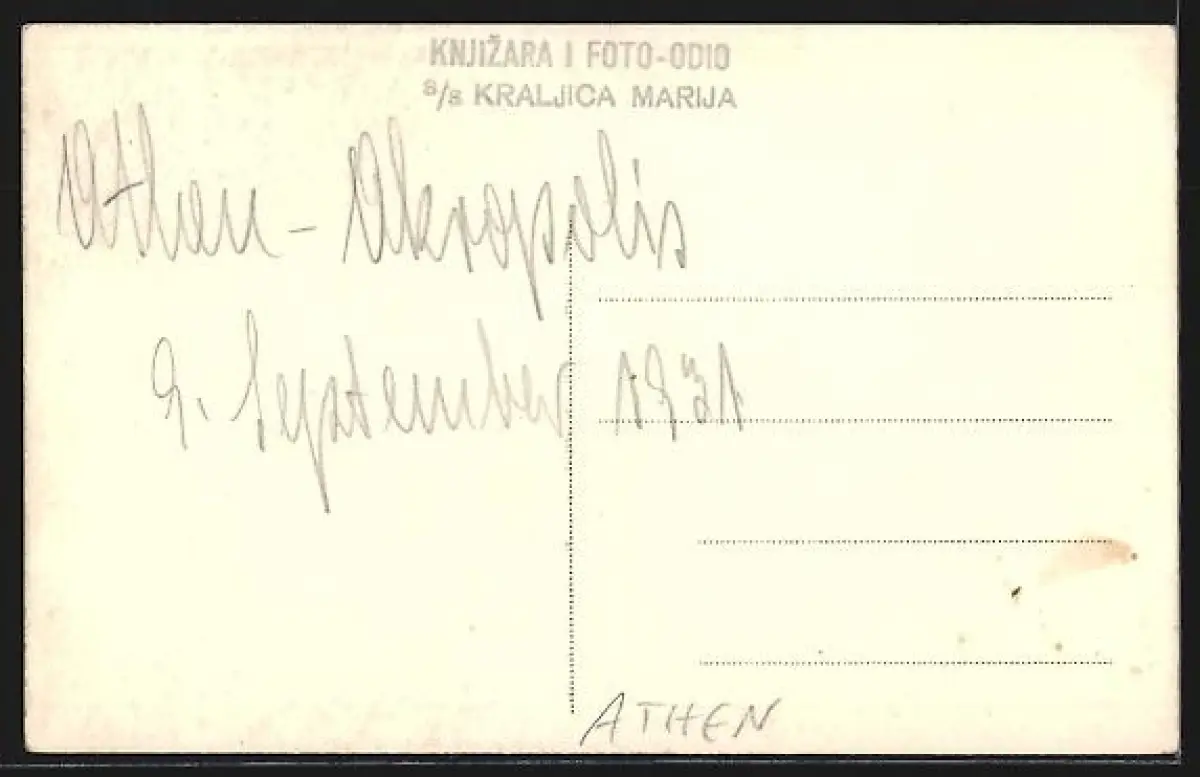 KNJIŽARA I FOTO-ODIO
S/S KRALJICA MARIJA
Athen - Akropolis
9. September 1931
ATHEN